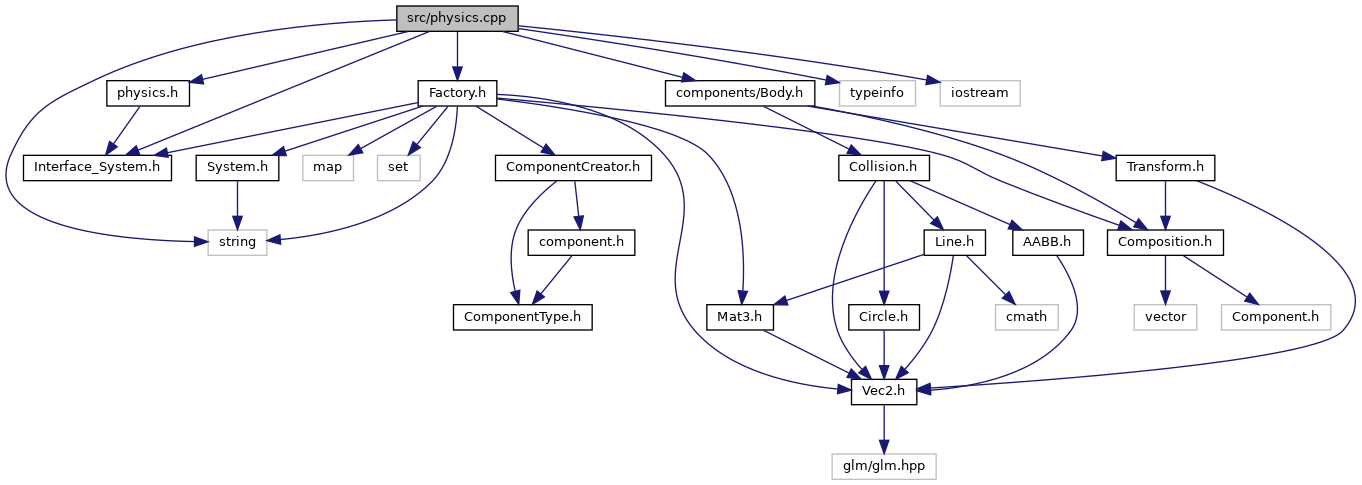 src/physics.cpp
physics.h
Factory.h
components/Body.h
typeinfo
iostream
Interface_System.h
System.h
map
set
ComponentCreator.h
Collision.h
Transform.h
string
component.h
Line.h
AABB.h
Composition.h
ComponentType.h
Mat3.h
Circle.h
cmath
vector
Component.h
Vec2.h
glm/glm.hpp